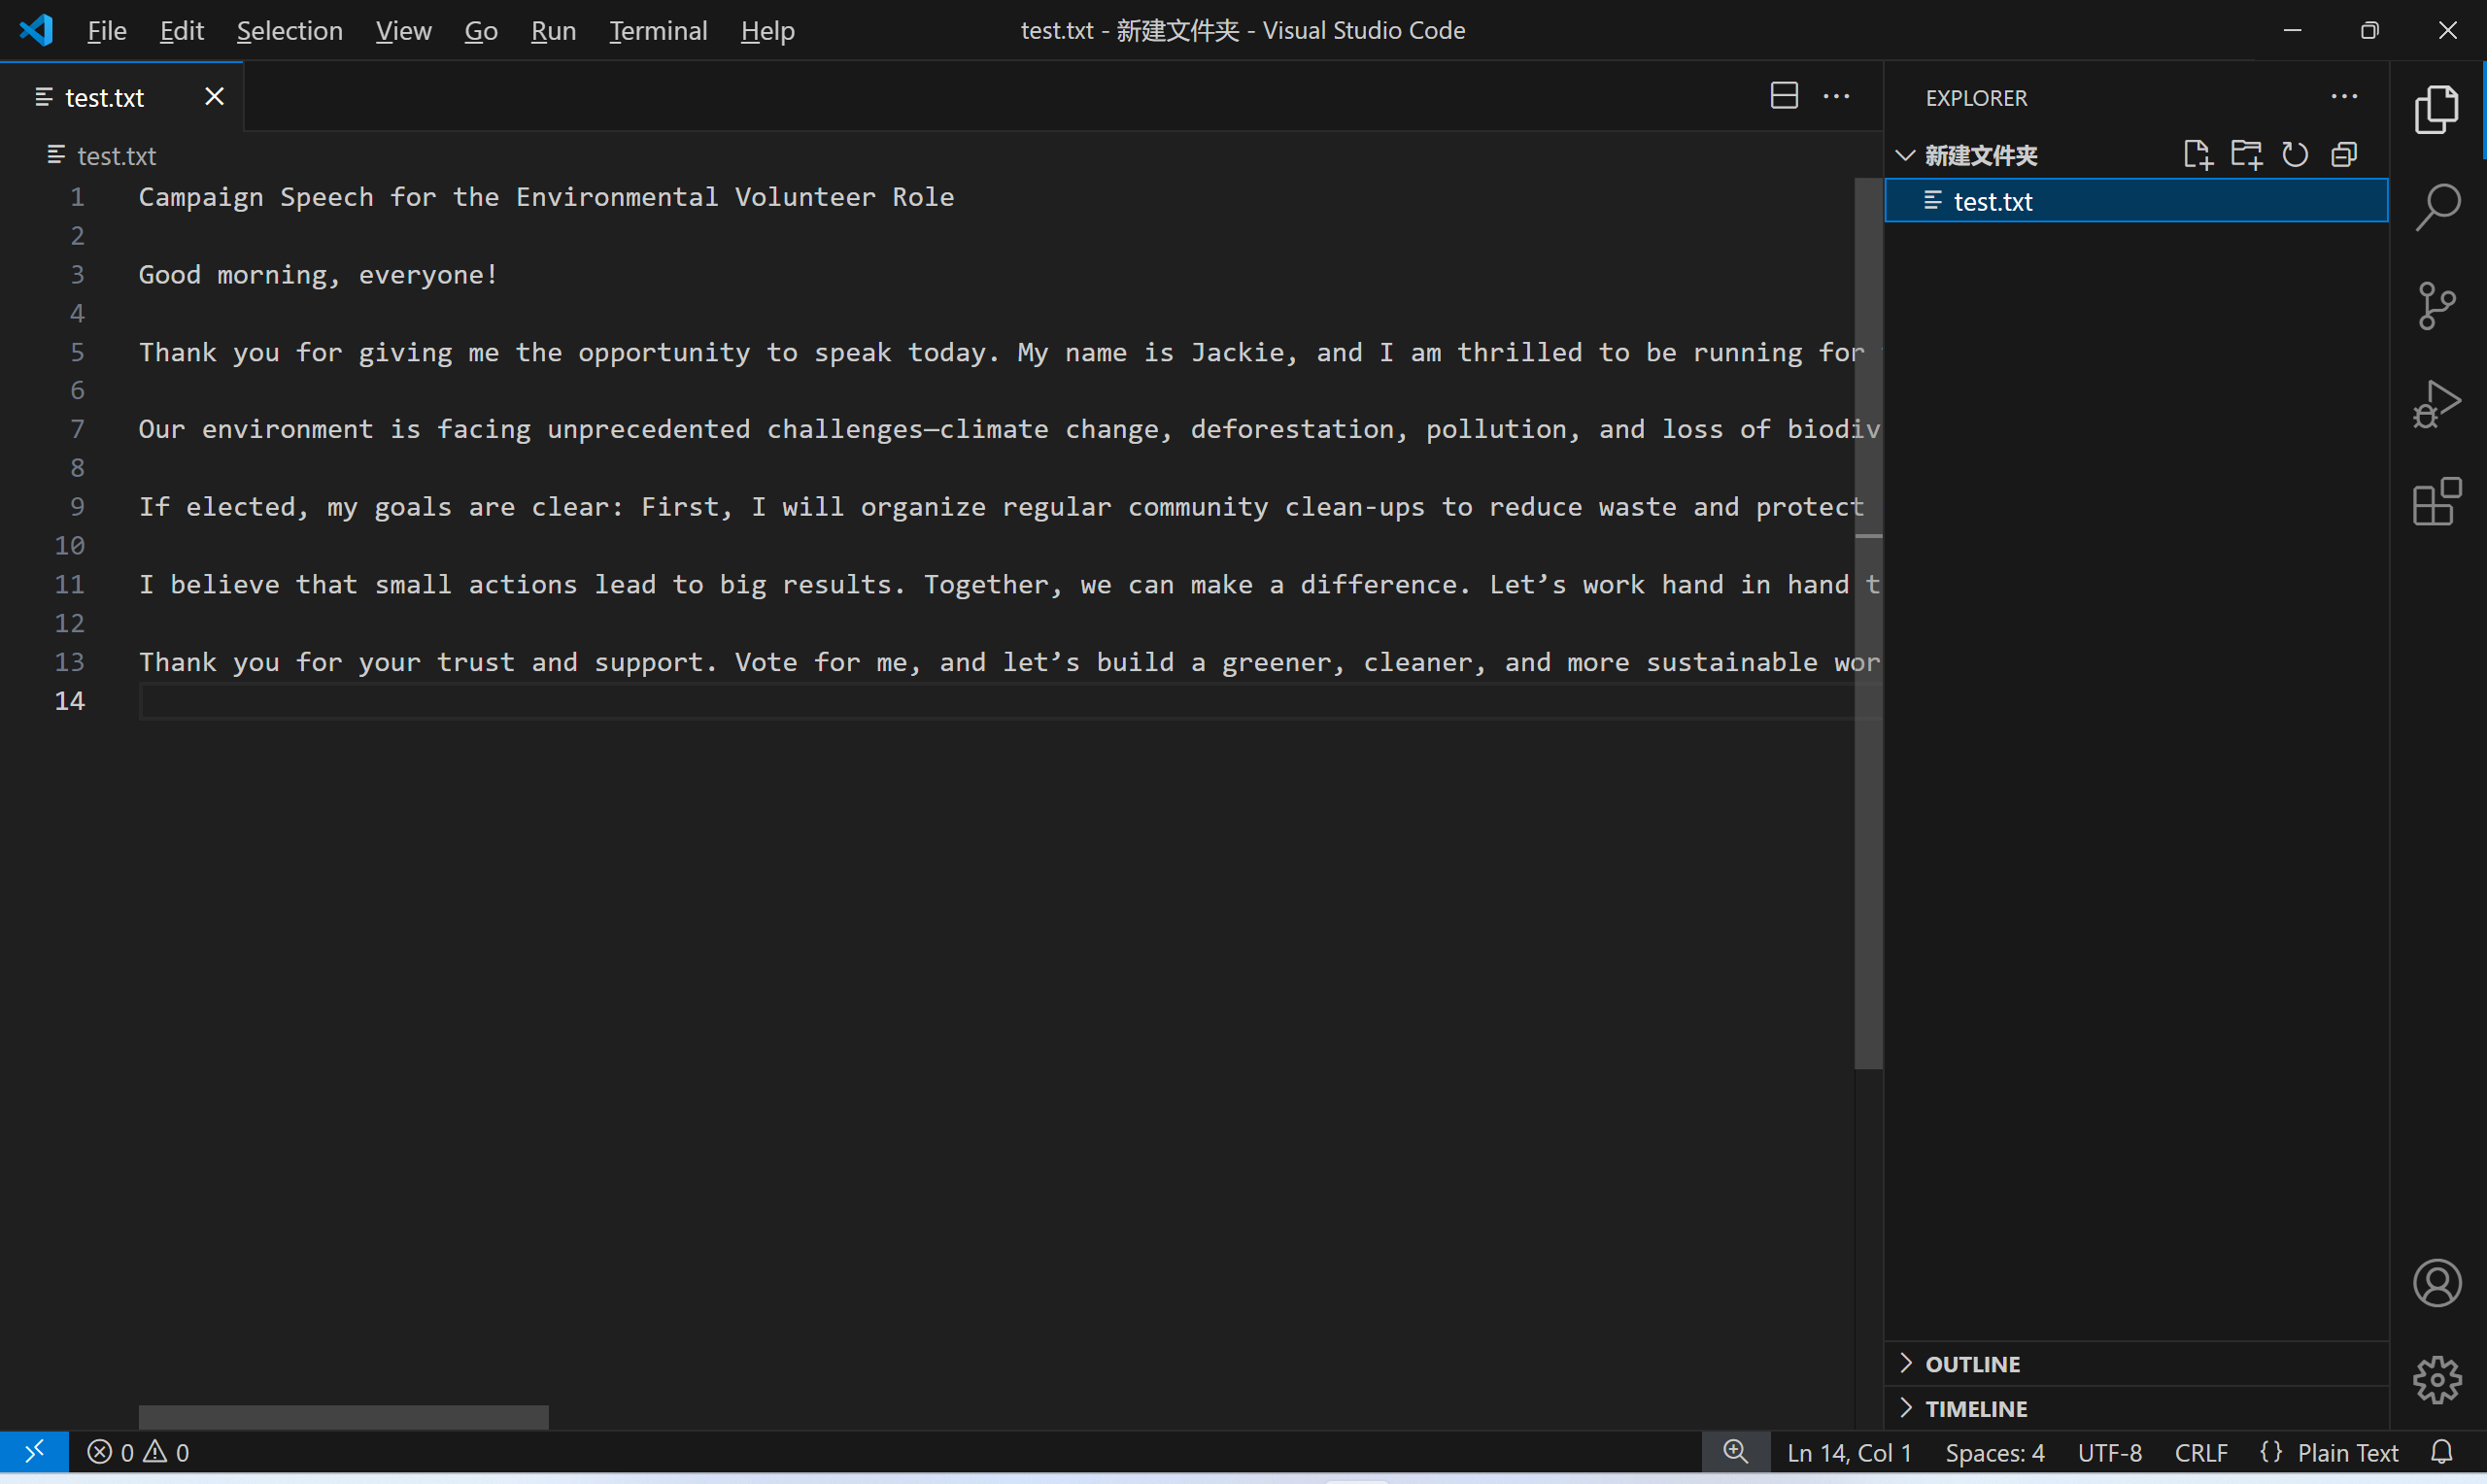 File Edit Selection View Go Run Terminal Help test.txt - 新建文件夹 - Visual Studio Code
test.txt
test.txt
1 Campaign Speech for the Environmental Volunteer Role
2
3 Good morning, everyone!
4
5 Thank you for giving me the opportunity to speak today. My name is Jackie, and I am thrilled to be running for
6
7 Our environment is facing unprecedented challenges—climate change, deforestation, pollution, and loss of biodiv
8
9 If elected, my goals are clear: First, I will organize regular community clean-ups to reduce waste and protect
10
11 I believe that small actions lead to big results. Together, we can make a difference. Let’s work hand in hand t
12
13 Thank you for your trust and support. Vote for me, and let’s build a greener, cleaner, and more sustainable wor
14
EXPLORER
新建文件夹
test.txt
OUTLINE
TIMELINE
0 0 Ln 14, Col 1 Spaces: 4 UTF-8 CRLF {} Plain Text